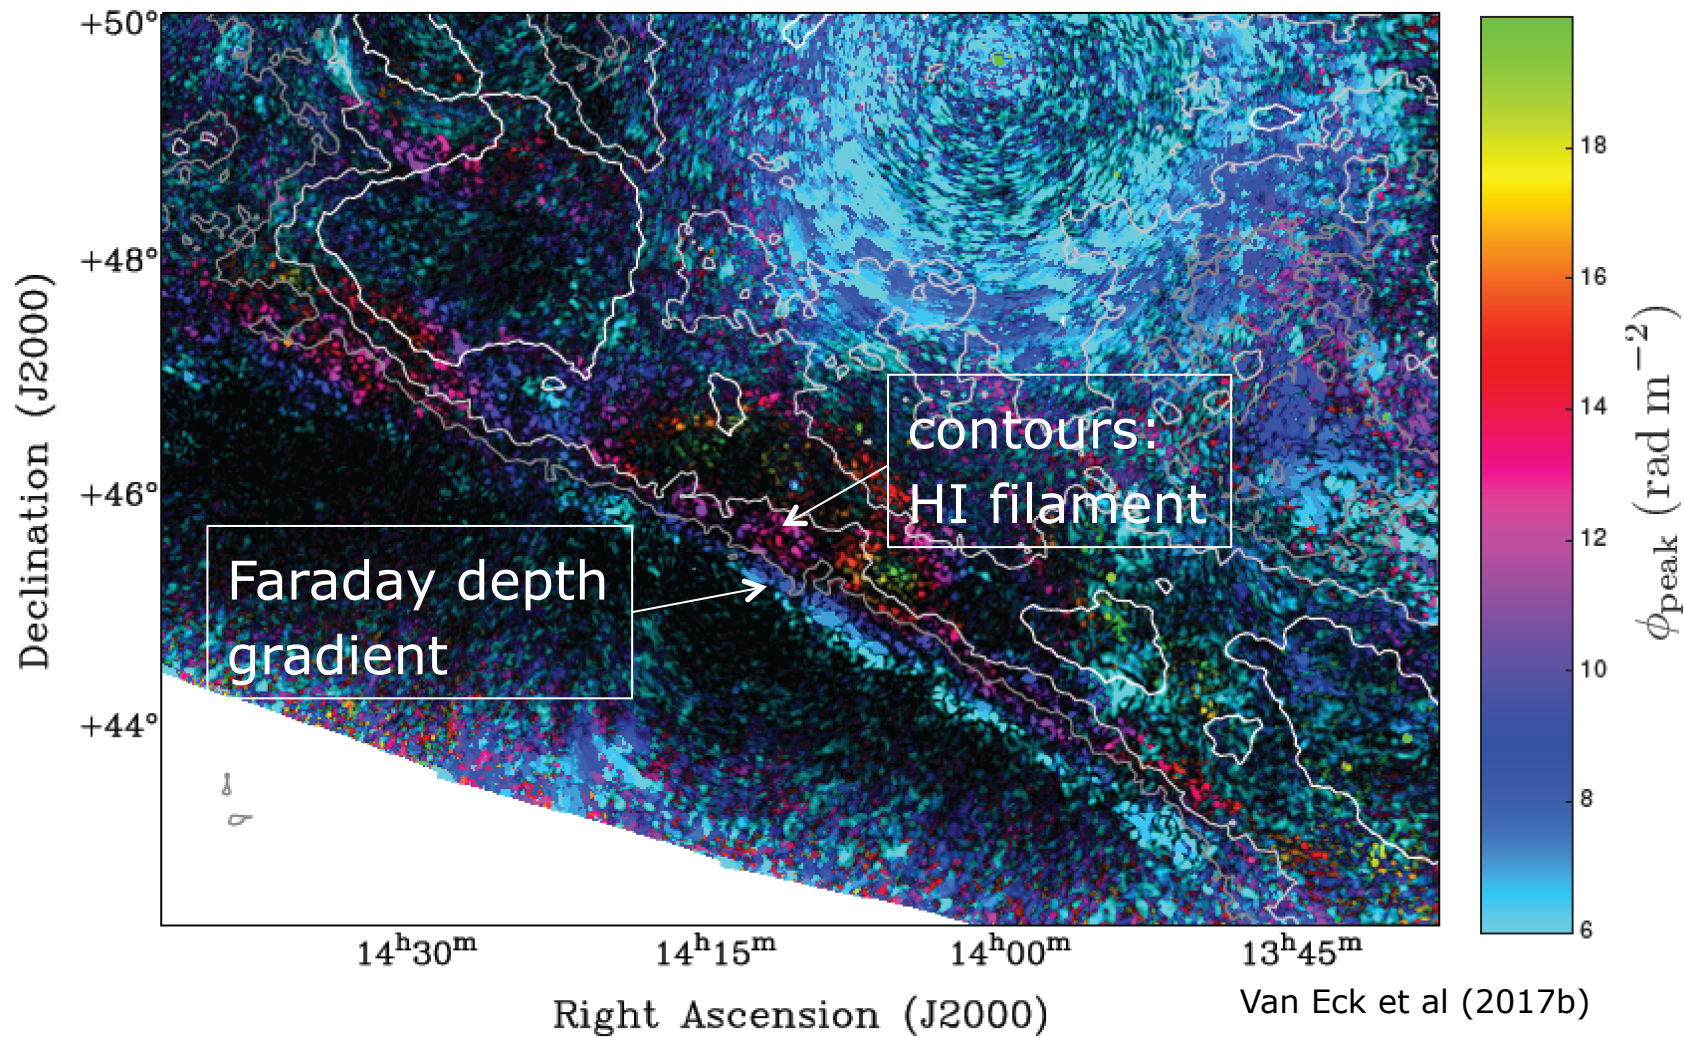 +50°
+48°
+46°
+44°
Declination (J2000)
contours:
HI filament
Faraday depth
gradient
14ʰ30ᵐ
14ʰ15ᵐ
14ʰ00ᵐ
13ʰ45ᵐ
Right Ascension (J2000)
18
16
14
12
10
8
6
ϕpeak (rad m⁻²)
Van Eck et al (2017b)